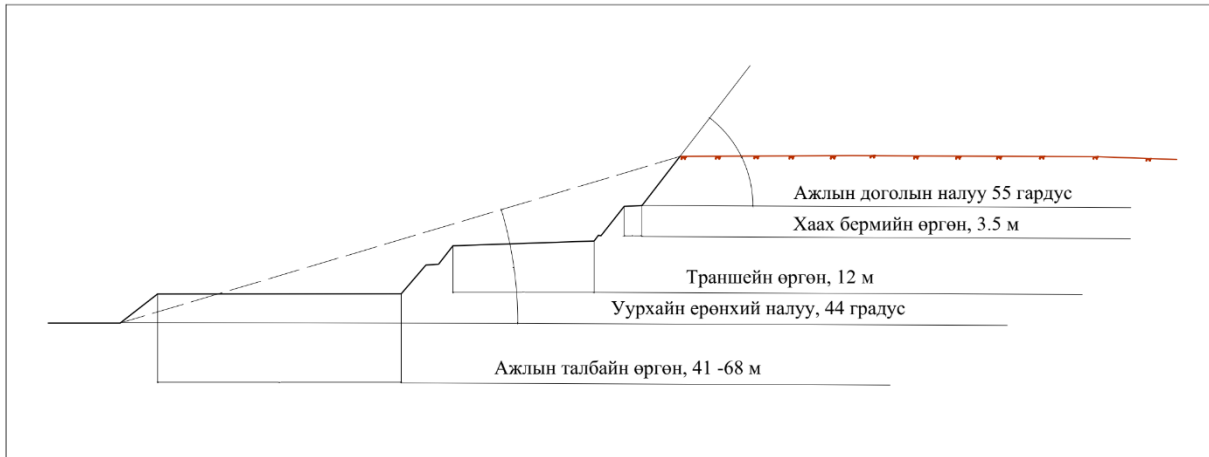 Ажлын доголын налуу 55 гардус
Хаах бермийн өргөн, 3.5 м
Траншейн өргөн, 12 м
Уурхайн ерөнхий налуу, 44 градус
Ажлын талбайн өргөн, 41 -68 м